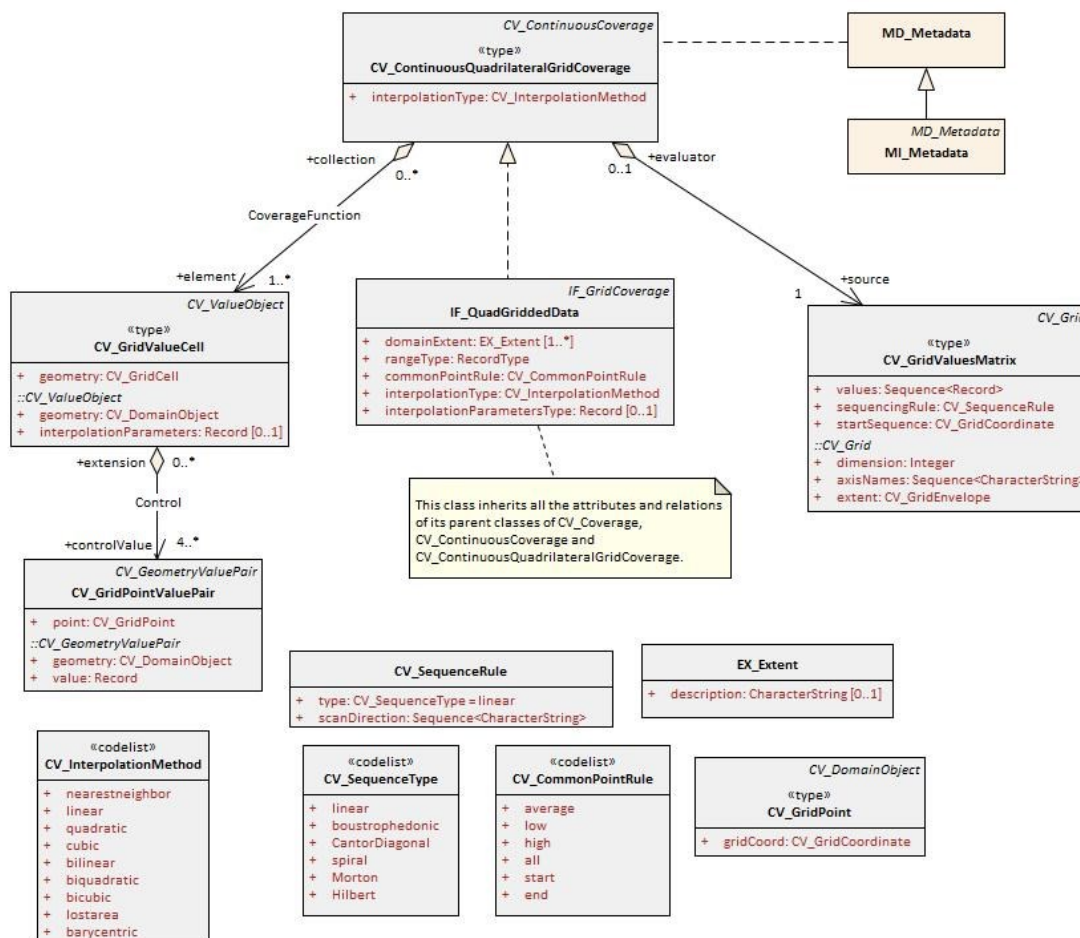 CV_ContinuousCoverage
«type»
CV_ContinuousQuadrilateralGridCoverage
+ interpolationType: CV_InterpolationMethod
MD_Metadata
MD_Metadata
MI_Metadata
+collection
0..*
0..1
+evaluator
CoverageFunction
+element
1..*
+source
1
CV_ValueObject
«type»
CV_GridValueCell
+ geometry: CV_GridCell
::CV_ValueObject
+ geometry: CV_DomainObject
+ interpolationParameters: Record [0..1]
IF_GridCoverage
IF_QuadGriddedData
+ domainExtent: EX_Extent [1..*]
+ rangeType: RecordType
+ commonPointRule: CV_CommonPointRule
+ interpolationType: CV_InterpolationMethod
+ interpolationParametersType: Record [0..1]
CV_Grid
«type»
CV_GridValuesMatrix
+ values: Sequence<Record>
+ sequencingRule: CV_SequenceRule
+ startSequence: CV_GridCoordinate
::CV_Grid
+ dimension: Integer
+ axisNames: Sequence<CharacterString>
+ extent: CV_GridEnvelope
+extension
0..*
Control
+controlValue
4..*
This class inherits all the attributes and relations
of its parent classes of CV_Coverage,
CV_ContinuousCoverage and
CV_ContinuousQuadrilateralGridCoverage.
CV_GeometryValuePair
CV_GridPointValuePair
+ point: CV_GridPoint
::CV_GeometryValuePair
+ geometry: CV_DomainObject
+ value: Record
CV_SequenceRule
+ type: CV_SequenceType = linear
+ scanDirection: Sequence<CharacterString>
EX_Extent
+ description: CharacterString [0..1]
«codelist»
CV_InterpolationMethod
+ nearestneighbor
+ linear
+ quadratic
+ cubic
+ bilinear
+ biquadratic
+ bicubic
+ lostarea
+ barycentric
«codelist»
CV_SequenceType
+ linear
+ boustrophedonic
+ CantorDiagonal
+ spiral
+ Morton
+ Hilbert
«codelist»
CV_CommonPointRule
+ average
+ low
+ high
+ all
+ start
+ end
CV_DomainObject
«type»
CV_GridPoint
+ gridCoord: CV_GridCoordinate